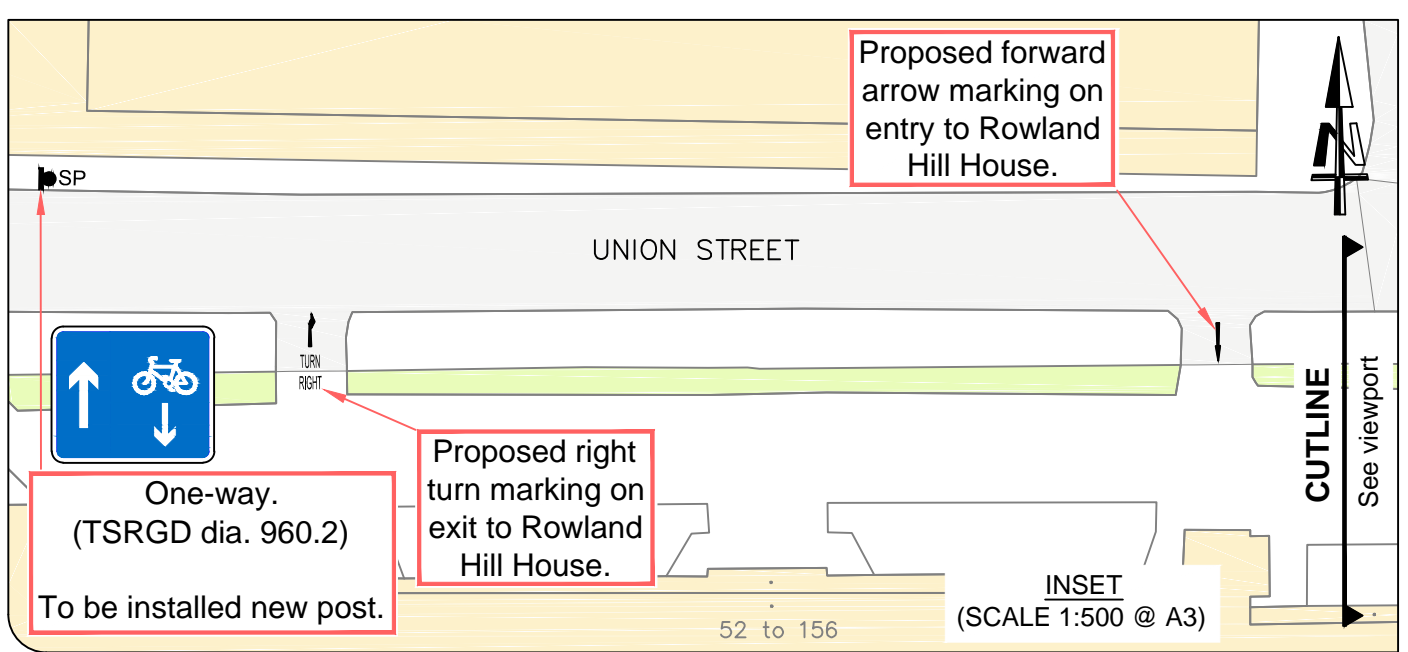 Proposed forward
arrow marking on
entry to Rowland
Hill House.
N
SP
UNION STREET
TURN
RIGHT
One-way.
(TSRGD dia. 960.2)
To be installed new post.
Proposed right
turn marking on
exit to Rowland
Hill House.
CUTLINE
See viewport
INSET
(SCALE 1:500 @ A3)
52 to 156